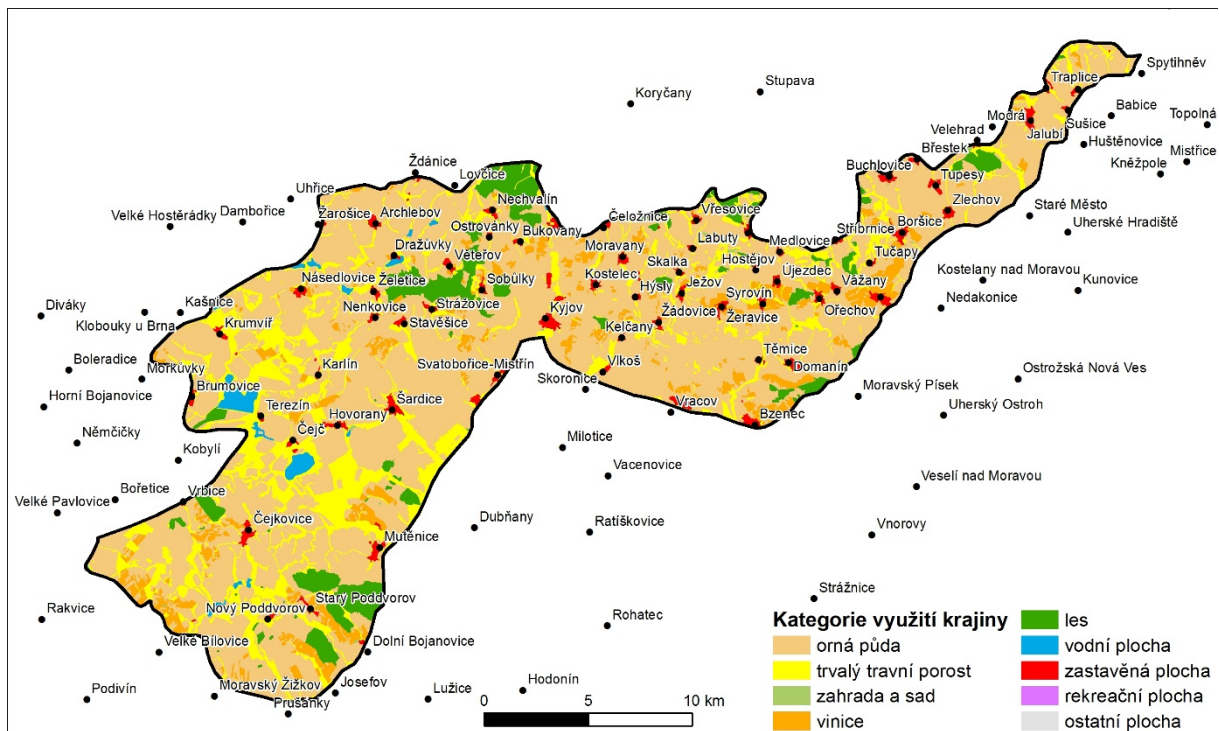 Spytihněv
Stupava
Koryčany
Traplice
Babice
Topolná
Modrá
Sušice
Velehrad
Jalubí
Huštěnovice
Břestek
Mistřice
Kněžpole
Buchlovice
Ždánice
Lovčice
Tupesy
Uhřice
Nechvalín
Zlechov
Staré Město
Velké Hostěrádky
Dambořice
Žarošice
Archlebov
Čeložnice
Vřesovice
Uherské Hradiště
Ostrovánky
Bukovany
Stříbrnice
Boršice
Dražůvky
Moravany
Labuty
Medlovice
Věteřov
Skalka
Hostějov
Tučapy
Násedlovice
Želetice
Sobůlky
Kostelec
Újezdec
Kostelany nad Moravou
Kunovice
Hýsly
Ježov
Syrovín
Vážany
Diváky
Kašnice
Nenkovice
Strážovice
Nedakonice
Klobouky u Brna
Krumvíř
Stavěšice
Kyjov
Žádovice
Žeravice
Ořechov
Kelčany
Boleradice
Morkůvky
Karlín
Svatobořice-Mistřín
Vlkoš
Těmice
Domanín
Skoronice
Ostrožská Nová Ves
Moravský Písek
Brumovice
Horní Bojanovice
Terezín
Hovorany
Šardice
Vracov
Bzenec
Uherský Ostroh
Němčičky
Čejč
Kobylí
Milotice
Vacenovice
Veselí nad Moravou
Bořetice
Vrbice
Velké Pavlovice
Čejkovice
Dubňany
Ratíškovice
Vnorovy
Mutěnice
Strážnice
Rakvice
Nový Poddvorov
Starý Poddvorov
Rohatec
Velké Bílovice
Dolní Bojanovice
Podivín
Moravský Žižkov
Josefov
Lužice
Hodonín
Prušánky
0 5 10 km
Kategorie využití krajiny
orná půda
trvalý travní porost
zahrada a sad
vinice
les
vodní plocha
zastavěná plocha
rekreační plocha
ostatní plocha